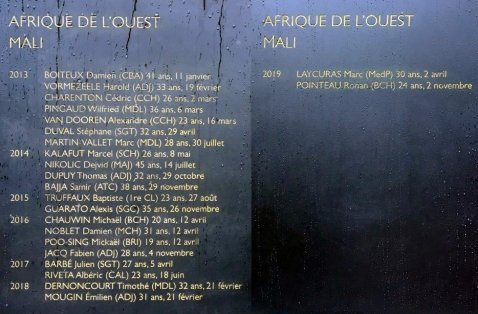 AFRIQUE DE L'OUEST
MALI
2013 BOITEUX Damien (CBA) 41 ans, 11 janvier
VORMEZEELE Harold (ADJ) 33 ans, 19 février
CHARENTON Cédric (CCH) 26 ans, 2 mars
PINGAUD Wilfried (MDL) 36 ans, 6 mars
VAN DOOREN Alexandre (CCH) 23 ans, 16 mars
DUVAL Stéphane (SGT) 32 ans, 29 avril
MARTIN-VALLET Marc (MDL) 28 ans, 30 juillet
2014 KALAFUT Marcel (SCH) 26 ans, 8 mai
NIKOLIC Dejvid (MAJ) 45 ans, 14 juillet
DUPUY Thomas (ADJ) 32 ans, 29 octobre
BAJJA Samir (ATC) 38 ans, 29 novembre
2015 TRUFFAUX Baptiste (1re CL) 23 ans, 27 août
GUARATO Alexis (SGC) 35 ans, 26 novembre
2016 CHAUWIN Mickaël (BCH) 20 ans, 12 avril
NOBLET Damien (MCH) 31 ans, 12 avril
POO-SING Mickaël (BRI) 19 ans, 12 avril
JACQ Fabien (ADJ) 28 ans, 4 novembre
2017 BARBÉ Julien (SGT) 27 ans, 5 avril
RIVETA Albéric (CAL) 23 ans, 18 juin
2018 DERNONCOURT Timothé (MDL) 32 ans, 21 février
MOUGIN Émilien (ADJ) 31 ans, 21 février
AFRIQUE DE L'OUEST
MALI
2019 LAYCURAS Marc (MedP) 30 ans, 2 avril
POINTEAU Ronan (BCH) 24 ans, 2 novembre